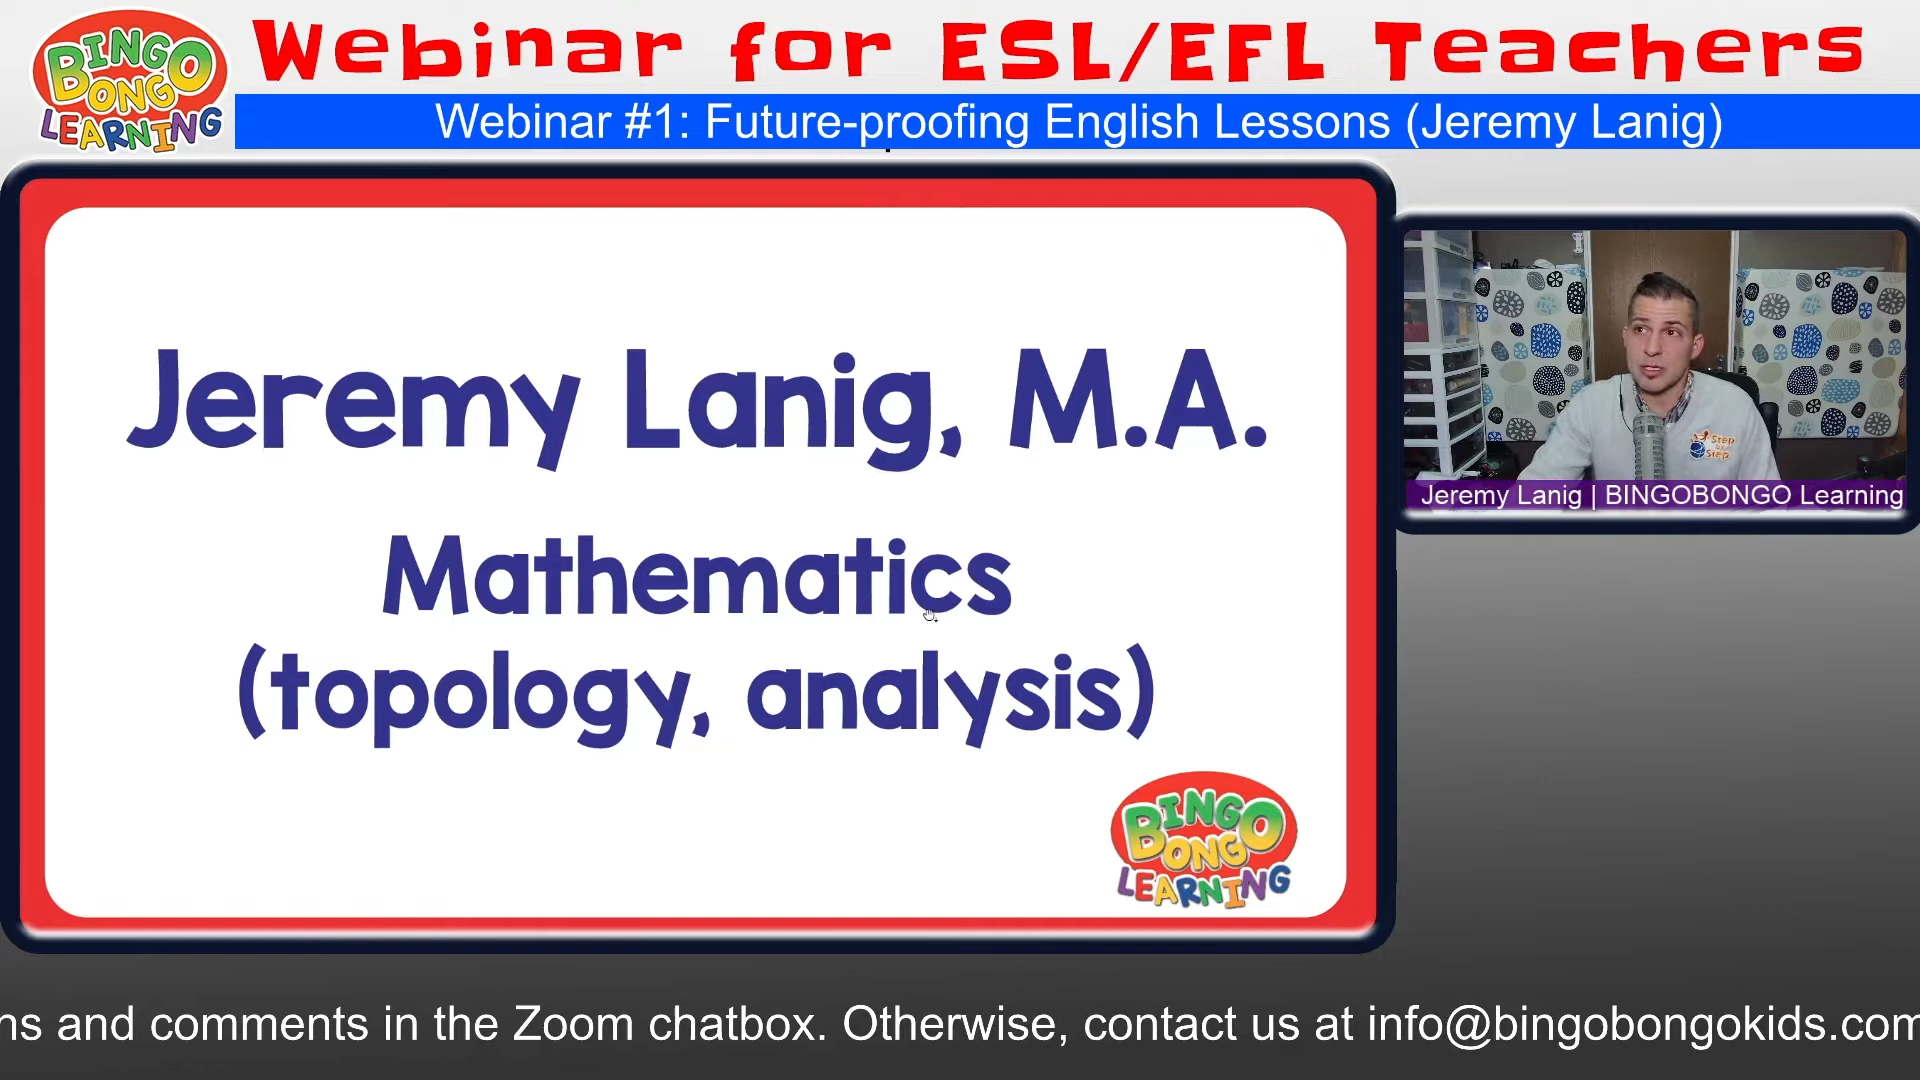 BINGO
BONGO
LEARNING
Webinar for ESL/EFL Teachers
Webinar #1: Future-proofing English Lessons (Jeremy Lanig)
Jeremy Lanig, M.A.
Mathematics
(topology, analysis)
BINGO
BONGO
LEARNING
Step
Step
Jeremy Lanig | BINGOBONGO Learning
and comments in the Zoom chatbox. Otherwise, contact us at info@bingobongokids.com